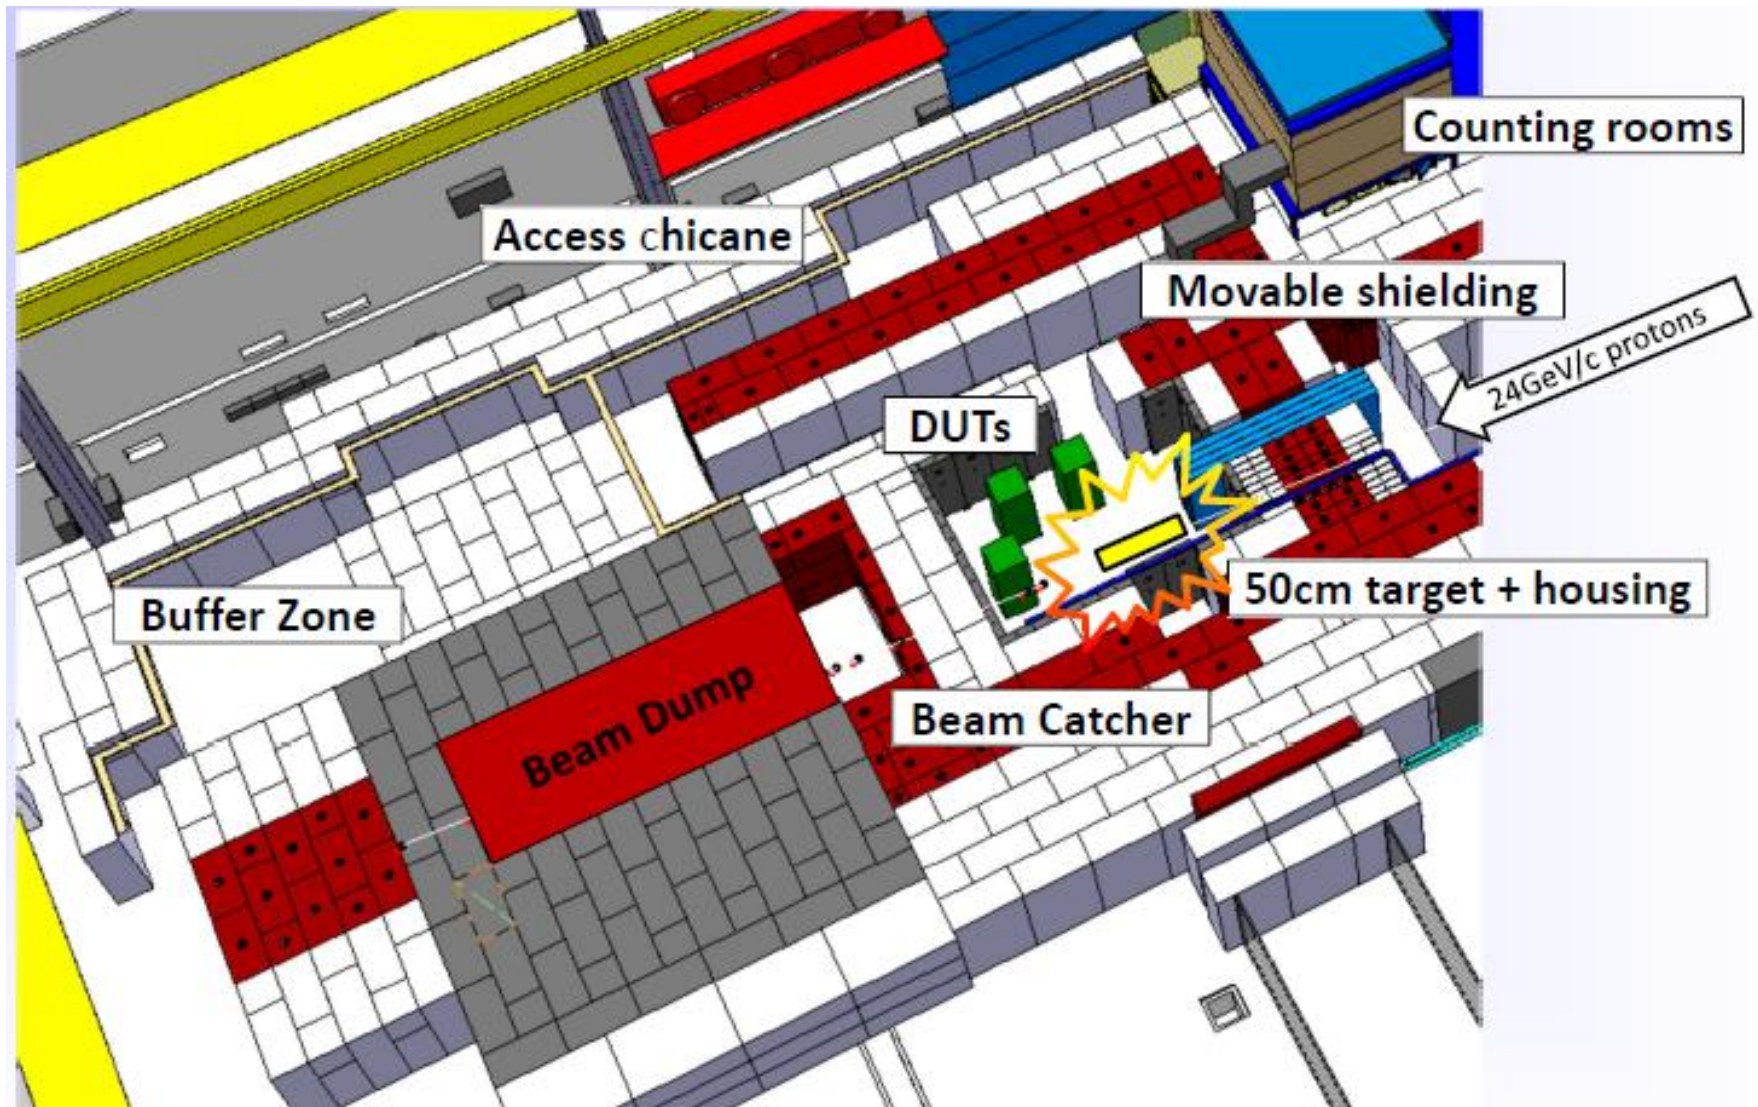 Counting rooms
Access chicane
Movable shielding
24GeV/c protons
DUTs
50cm target + housing
Buffer Zone
Beam Dump
Beam Catcher